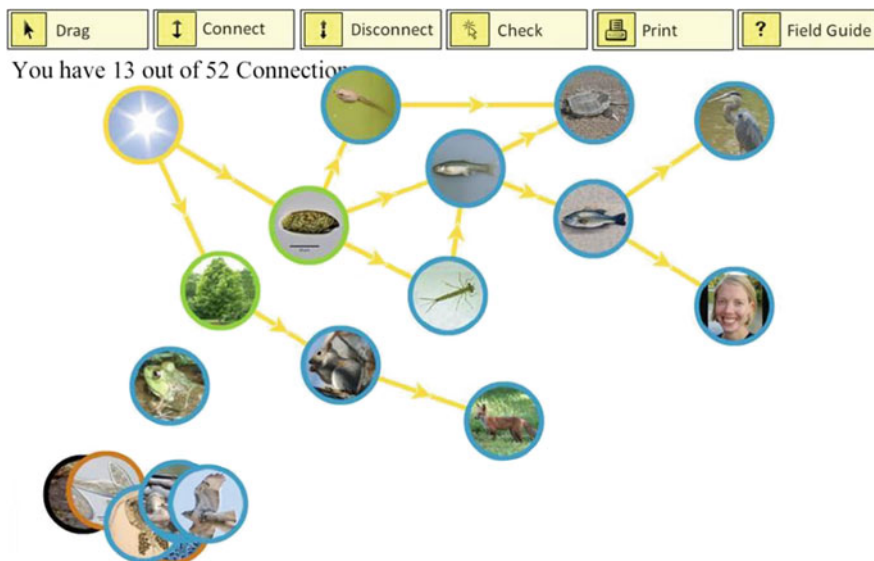 Drag
Connect
Disconnect
Check
Print
? Field Guide
You have 13 out of 52 Connection